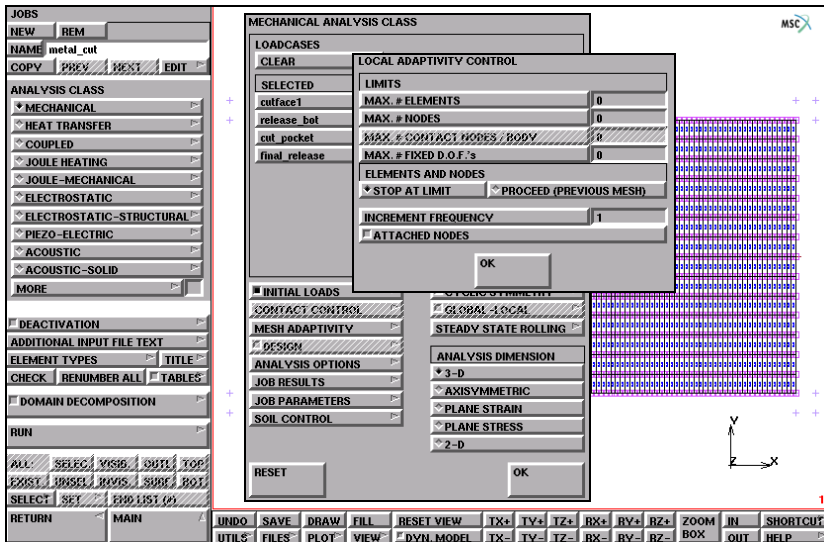 JOBS
NEW REM
NAME metal_cut
COPY PREV NEXT EDIT
ANALYSIS CLASS
MECHANICAL
HEAT TRANSFER
COUPLED
JOULE HEATING
JOULE-MECHANICAL
ELECTROSTATIC
ELECTROSTATIC-STRUCTURAL
PIEZO-ELECTRIC
ACOUSTIC
ACOUSTIC-SOLID
MORE
DEACTIVATION
ADDITIONAL INPUT FILE TEXT
ELEMENT TYPES TITLE
CHECK RENUMBER ALL TABLES
DOMAIN DECOMPOSITION
RUN
ALL: SELEC. VISIB. OUTL TOP
EXIST. UNSEL INVIS. SURF BOT
SELECT SET END LIST (#)
RETURN MAIN
MECHANICAL ANALYSIS CLASS
LOADCASES
CLEAR
SELECTED
cutface1
release_bot
cut_pocket
final_release
INITIAL LOADS
CONTACT CONTROL
MESH ADAPTIVITY
DESIGN
ANALYSIS OPTIONS
JOB RESULTS
JOB PARAMETERS
SOIL CONTROL
CYCLIC SYMMETRY
GLOBAL-LOCAL
STEADY STATE ROLLING
ANALYSIS DIMENSION
3-D
AXISYMMETRIC
PLANE STRAIN
PLANE STRESS
2-D
RESET OK
LOCAL ADAPTIVITY CONTROL
LIMITS
MAX. # ELEMENTS 0
MAX. # NODES 0
MAX. # CONTACT NODES / BODY 0
MAX. # FIXED D.O.F.'s 0
ELEMENTS AND NODES
STOP AT LIMIT PROCEED (PREVIOUS MESH)
INCREMENT FREQUENCY 1
ATTACHED NODES
OK
MSC
Y
Z X
1
UNDO SAVE DRAW FILL RESET VIEW TX+ TY+ TZ+ RX+ RY+ RZ+ ZOOM BOX IN SHORTCUT
UTILS FILES PLOT VIEW DYN. MODEL TX- TY- TZ- RX- RY- RZ- OUT HELP